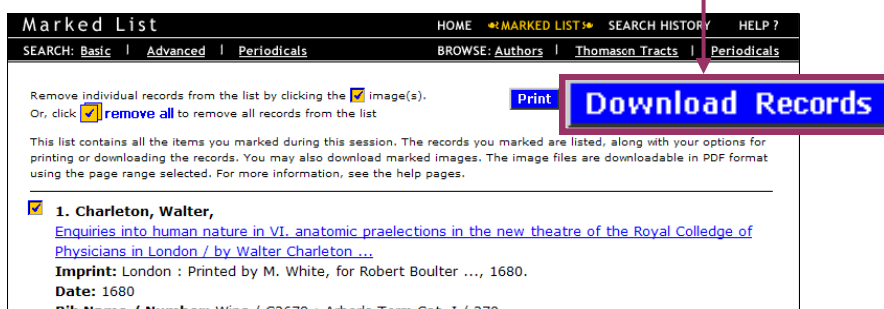 Marked List HOME MARKED LIST SEARCH HISTORY HELP ?
SEARCH: Basic | Advanced | Periodicals BROWSE: Authors | Thomason Tracts | Periodicals
Remove individual records from the list by clicking the image(s).
Or, click remove all to remove all records from the list
Print Download Records
This list contains all the items you marked during this session. The records you marked are listed, along with your options for
printing or downloading the records. You may also download marked images. The image files are downloadable in PDF format
using the page range selected. For more information, see the help pages.
1. Charleton, Walter,
Enquiries into human nature in VI. anatomic praelections in the new theatre of the Royal Colledge of
Physicians in London / by Walter Charleton ...
Imprint: London : Printed by M. White, for Robert Boulter ..., 1680.
Date: 1680